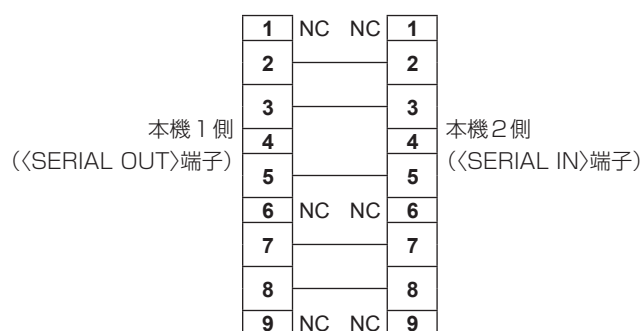 1 NC NC 1
2 2
3 3
本機1側
(〈SERIAL OUT〉端子)
4 4
本機2側
(〈SERIAL IN〉端子)
5 5
6 NC NC 6
7 7
8 8
9 NC NC 9